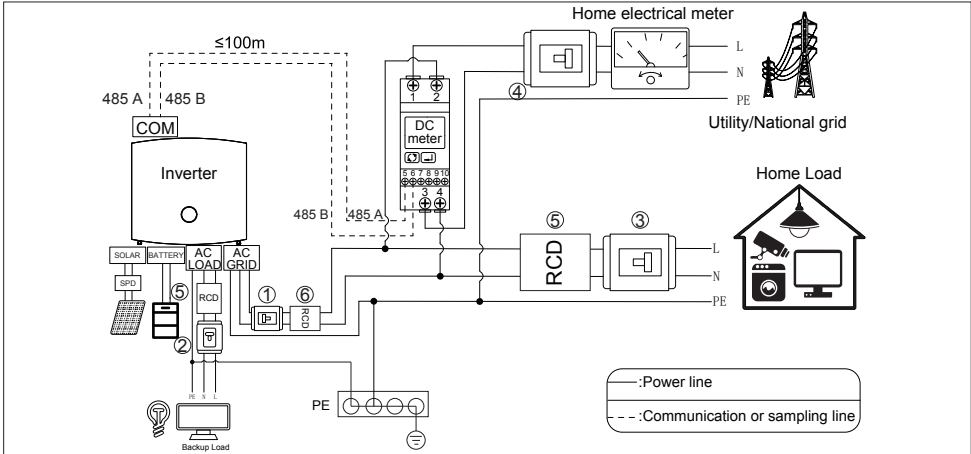 Home electrical meter
≤100m
L
N
PE
④
1 2
485 A
485 B
COM
DC
meter
Utility/National grid
Inverter
5 6 7 8 9 10
3 4
Home Load
485 B
485 A
⑤
③
RCD
L
N
PE
SOLAR
BATTERY
AC
LOAD
AC
GRID
SPD
⑤
RCD
①
⑥
RCD
②
PE N L
PE
:Power line
:Communication or sampling line
Backup Load